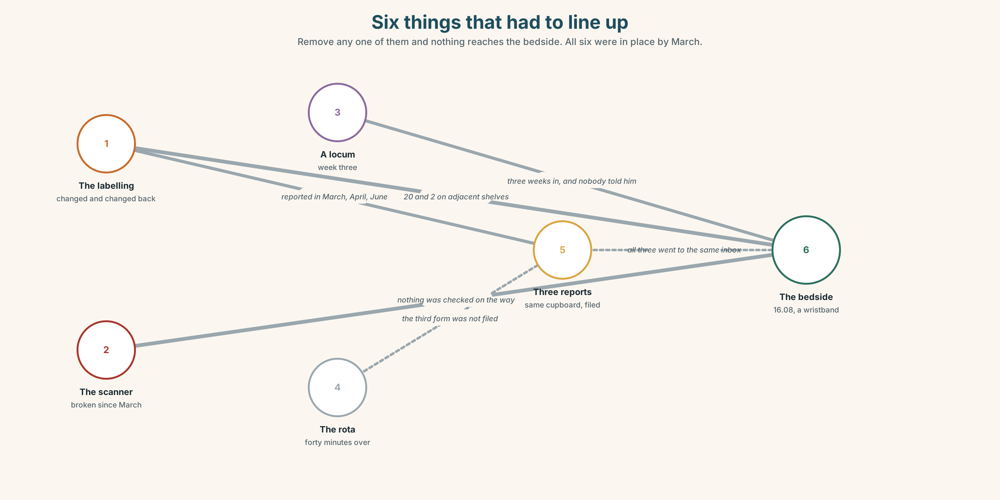 Six things that had to line up
Remove any one of them and nothing reaches the bedside. All six were in place by March.
3
A locum
week three
1
The labelling
changed and changed back
three weeks in, and nobody told him
reported in March, April, June
20 and 2 on adjacent shelves
5
Three reports
same cupboard, filed
all three went to the same inbox
6
The bedside
16.08, a wristband
nothing was checked on the way
the third form was not filed
2
The scanner
broken since March
4
The rota
forty minutes over